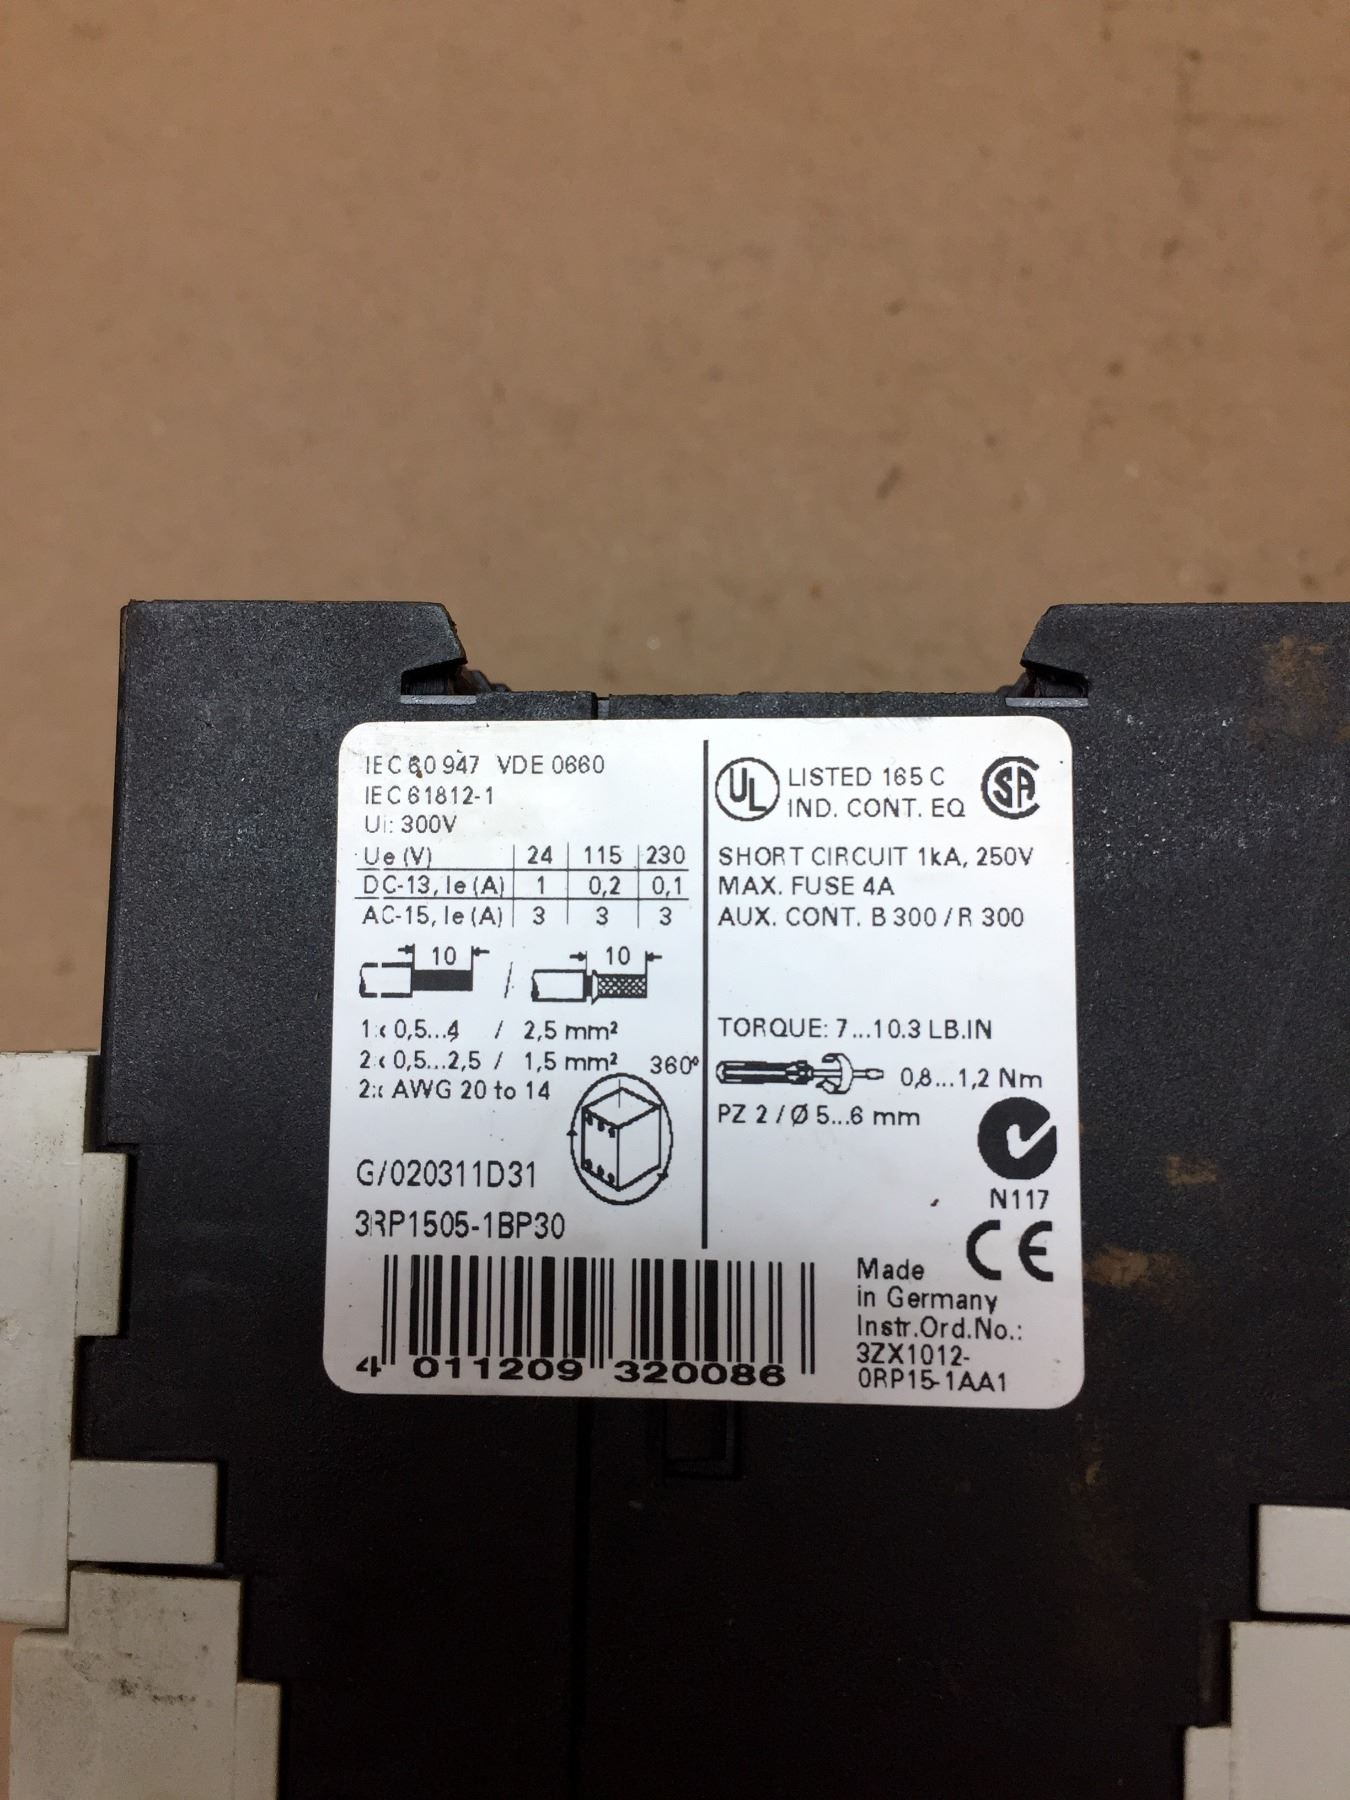 IEC 60 947 VDE 0660
IEC 61812-1
Ui: 300V
Ue (V) 24 115 230
DC-13, Ie (A) 1 0,2 0,1
AC-15, Ie (A) 3 3 3
10 / 10
1x 0,5...4 / 2,5 mm²
2x 0,5...2,5 / 1,5 mm² 360°
2x AWG 20 to 14
G/020311D31
3RP1505-1BP30
4 011209 320086
UL LISTED 165 C SA
IND. CONT. EQ
SHORT CIRCUIT 1kA, 250V
MAX. FUSE 4A
AUX. CONT. B 300 / R 300
TORQUE: 7...10.3 LB.IN
0,8...1,2 Nm
PZ 2 / Ø 5...6 mm
N117
CE
Made
in Germany
Instr.Ord.No.:
3ZX1012-
0RP15-1AA1